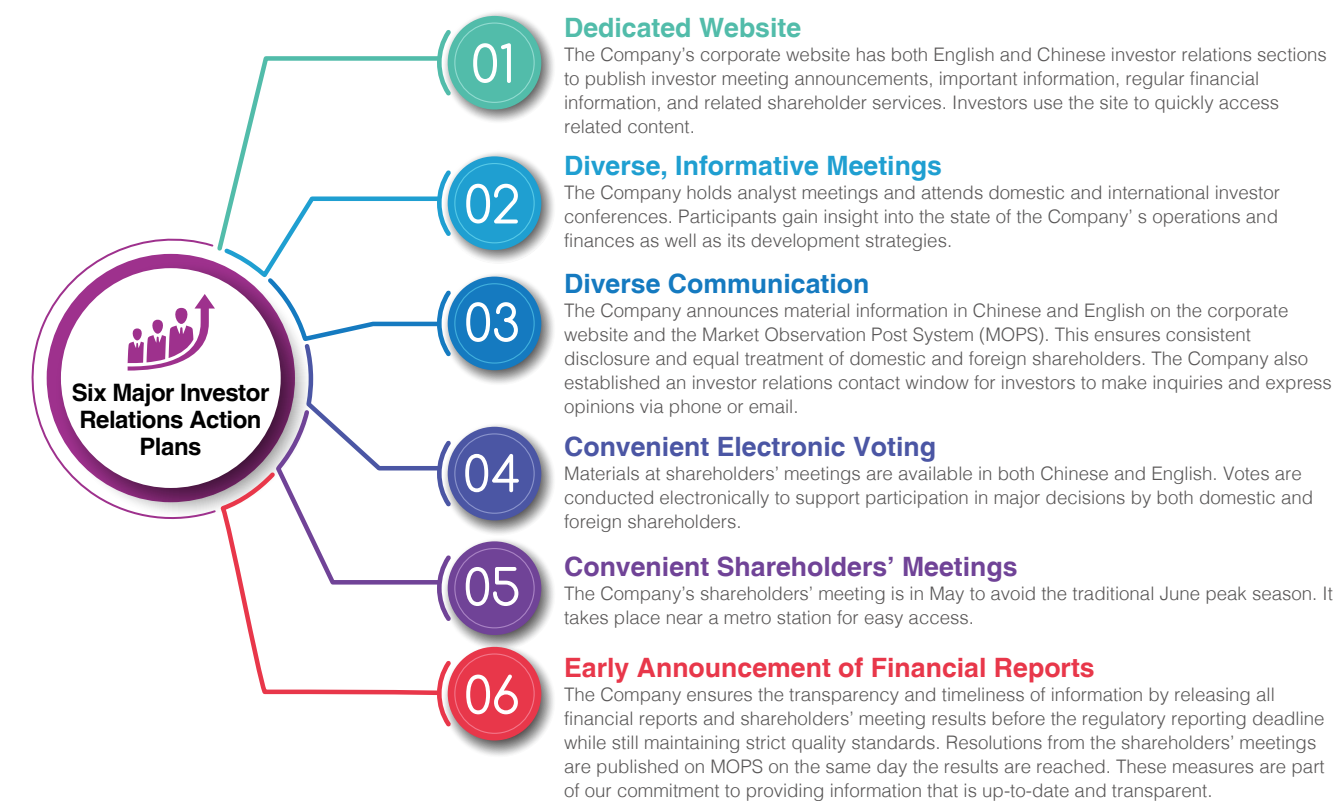 Six Major Investor
Relations Action
Plans
01
Dedicated Website
The Company’s corporate website has both English and Chinese investor relations sections
to publish investor meeting announcements, important information, regular financial
information, and related shareholder services. Investors use the site to quickly access
related content.
02
Diverse, Informative Meetings
The Company holds analyst meetings and attends domestic and international investor
conferences. Participants gain insight into the state of the Company’ s operations and
finances as well as its development strategies.
03
Diverse Communication
The Company announces material information in Chinese and English on the corporate
website and the Market Observation Post System (MOPS). This ensures consistent
disclosure and equal treatment of domestic and foreign shareholders. The Company also
established an investor relations contact window for investors to make inquiries and express
opinions via phone or email.
04
Convenient Electronic Voting
Materials at shareholders’ meetings are available in both Chinese and English. Votes are
conducted electronically to support participation in major decisions by both domestic and
foreign shareholders.
05
Convenient Shareholders’ Meetings
The Company’s shareholders’ meeting is in May to avoid the traditional June peak season. It
takes place near a metro station for easy access.
06
Early Announcement of Financial Reports
The Company ensures the transparency and timeliness of information by releasing all
financial reports and shareholders’ meeting results before the regulatory reporting deadline
while still maintaining strict quality standards. Resolutions from the shareholders’ meetings
are published on MOPS on the same day the results are reached. These measures are part
of our commitment to providing information that is up-to-date and transparent.